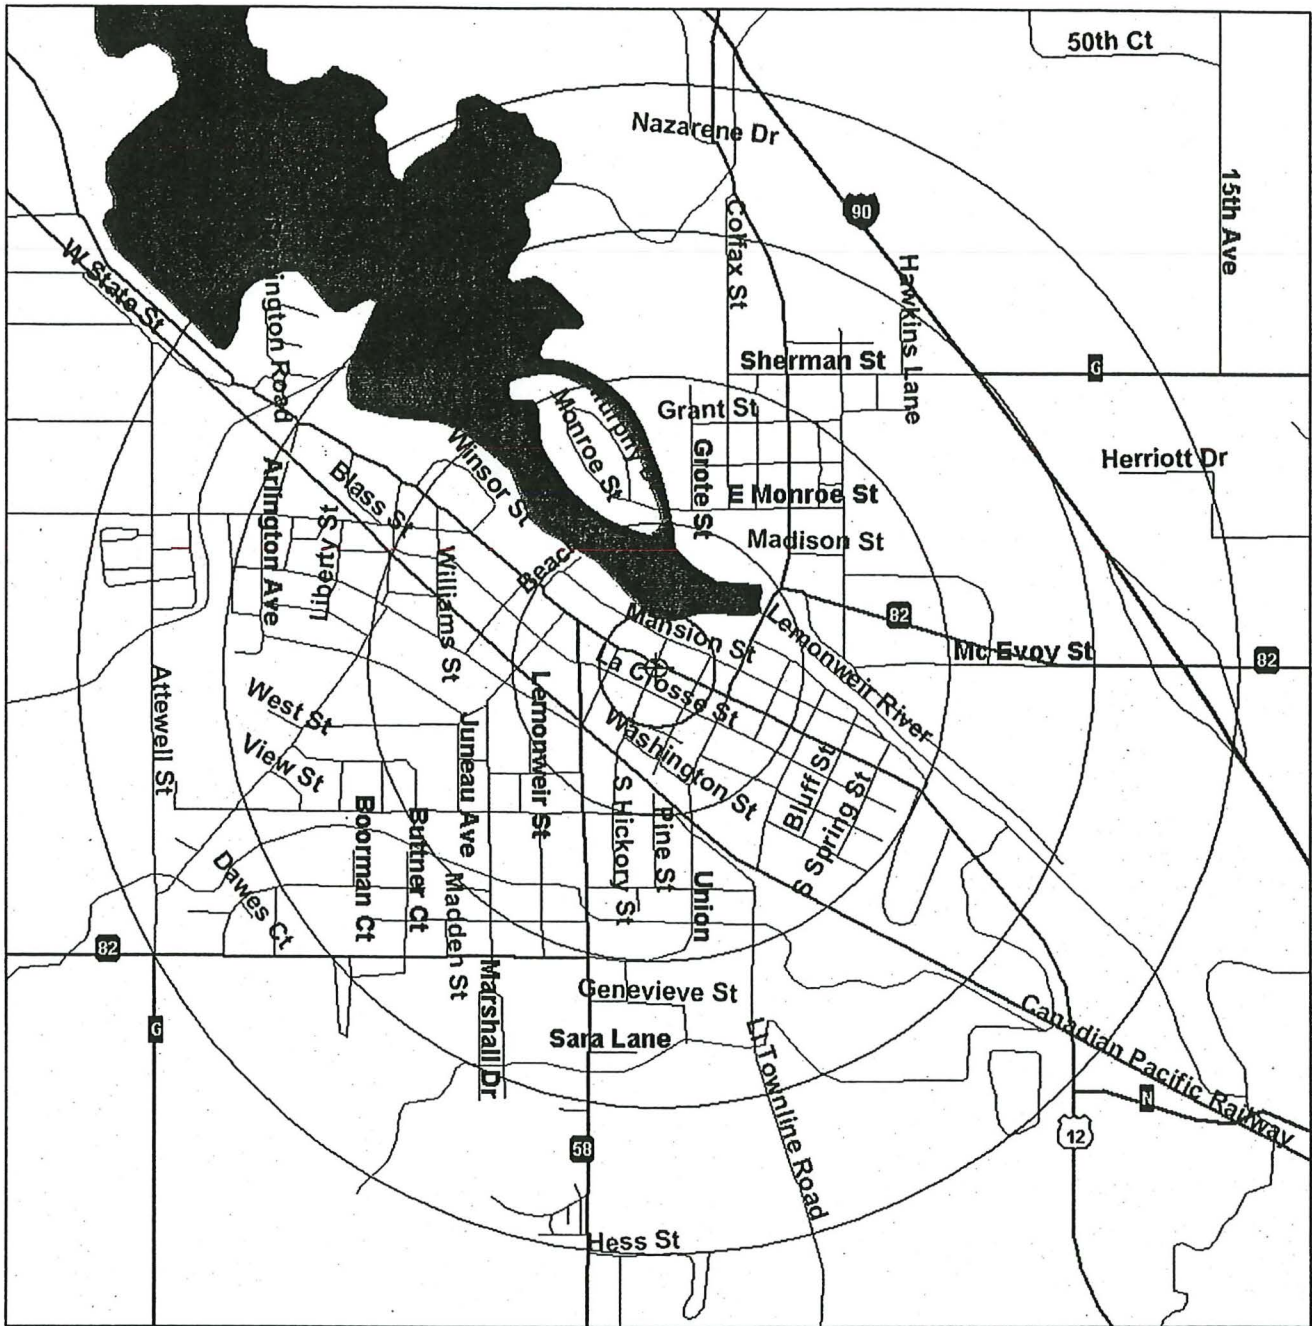 50th Ct
Nazarene Dr
15th Ave
90
Colfax St
W State St
Hawkins Lane
ington Road
Sherman St
G
Murphy
Monroe St
Grant St
Grote St
Winsor St
Herriott Dr
Arlington Ave
Blass St
E Monroe St
Liberty St
Madison St
Beac
Williams St
Mansion St
Lemonweir River
82
Mc Evoy St
82
La Crosse St
Attewell St
West St
Lemonweir St
View St
Juneau Ave
Washington St
Bluff St
S Hickory St
Pine St
S Spring St
Boorman Ct
Buttner Ct
Dawes Ct
Madden St
Union
82
Marshall Dr
Genevieve St
G
Sara Lane
Canadian Pacific Railway
LI Townline Road
N
12
58
Hess St